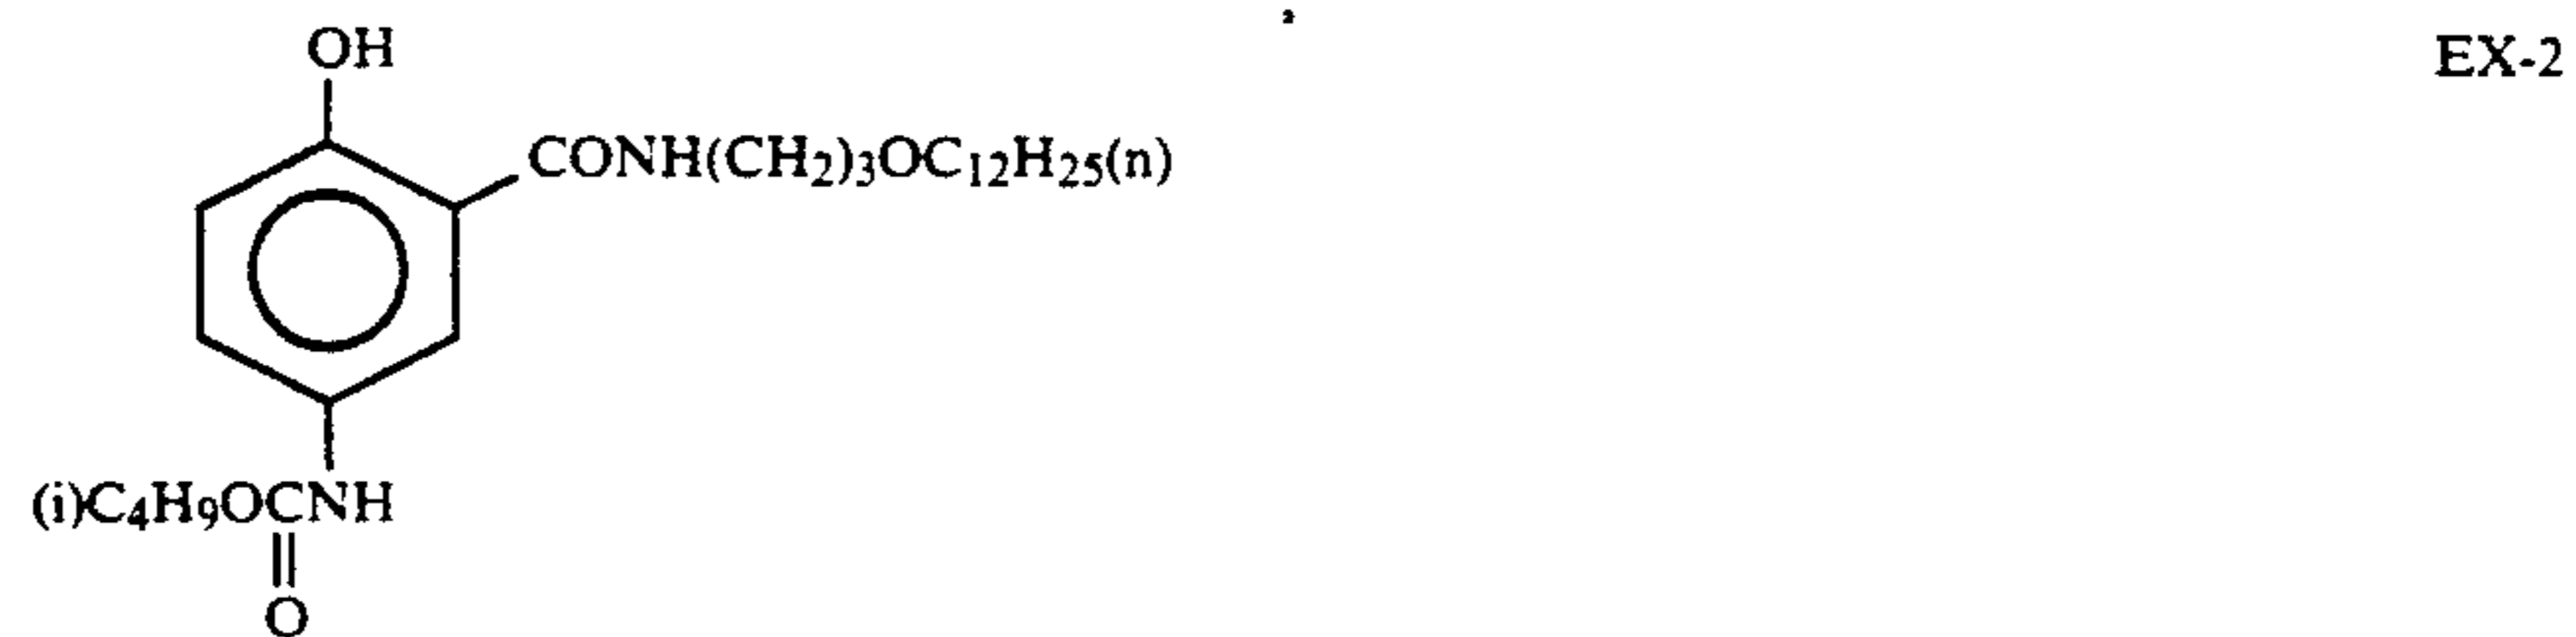 OH
EX-2
CONH(CH₂)₃OC₁₂H₂₅(n)
(i)C₄H₉OCNH
O